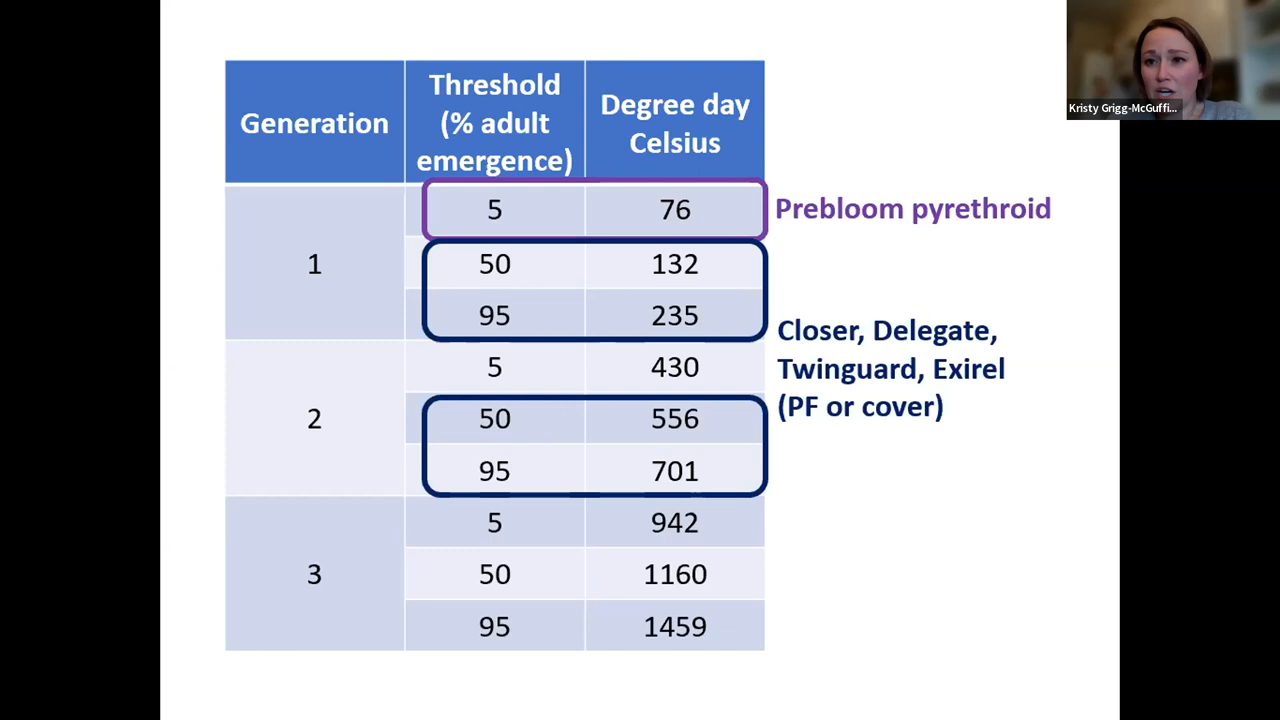 Generation
Threshold
(% adult
emergence)
Degree day
Celsius
1
5
76
50
132
95
235
2
5
430
50
556
95
701
3
5
942
50
1160
95
1459
Prebloom pyrethroid
Closer, Delegate,
Twinguard, Exirel
(PF or cover)
Kristy Grigg-McGuffi...